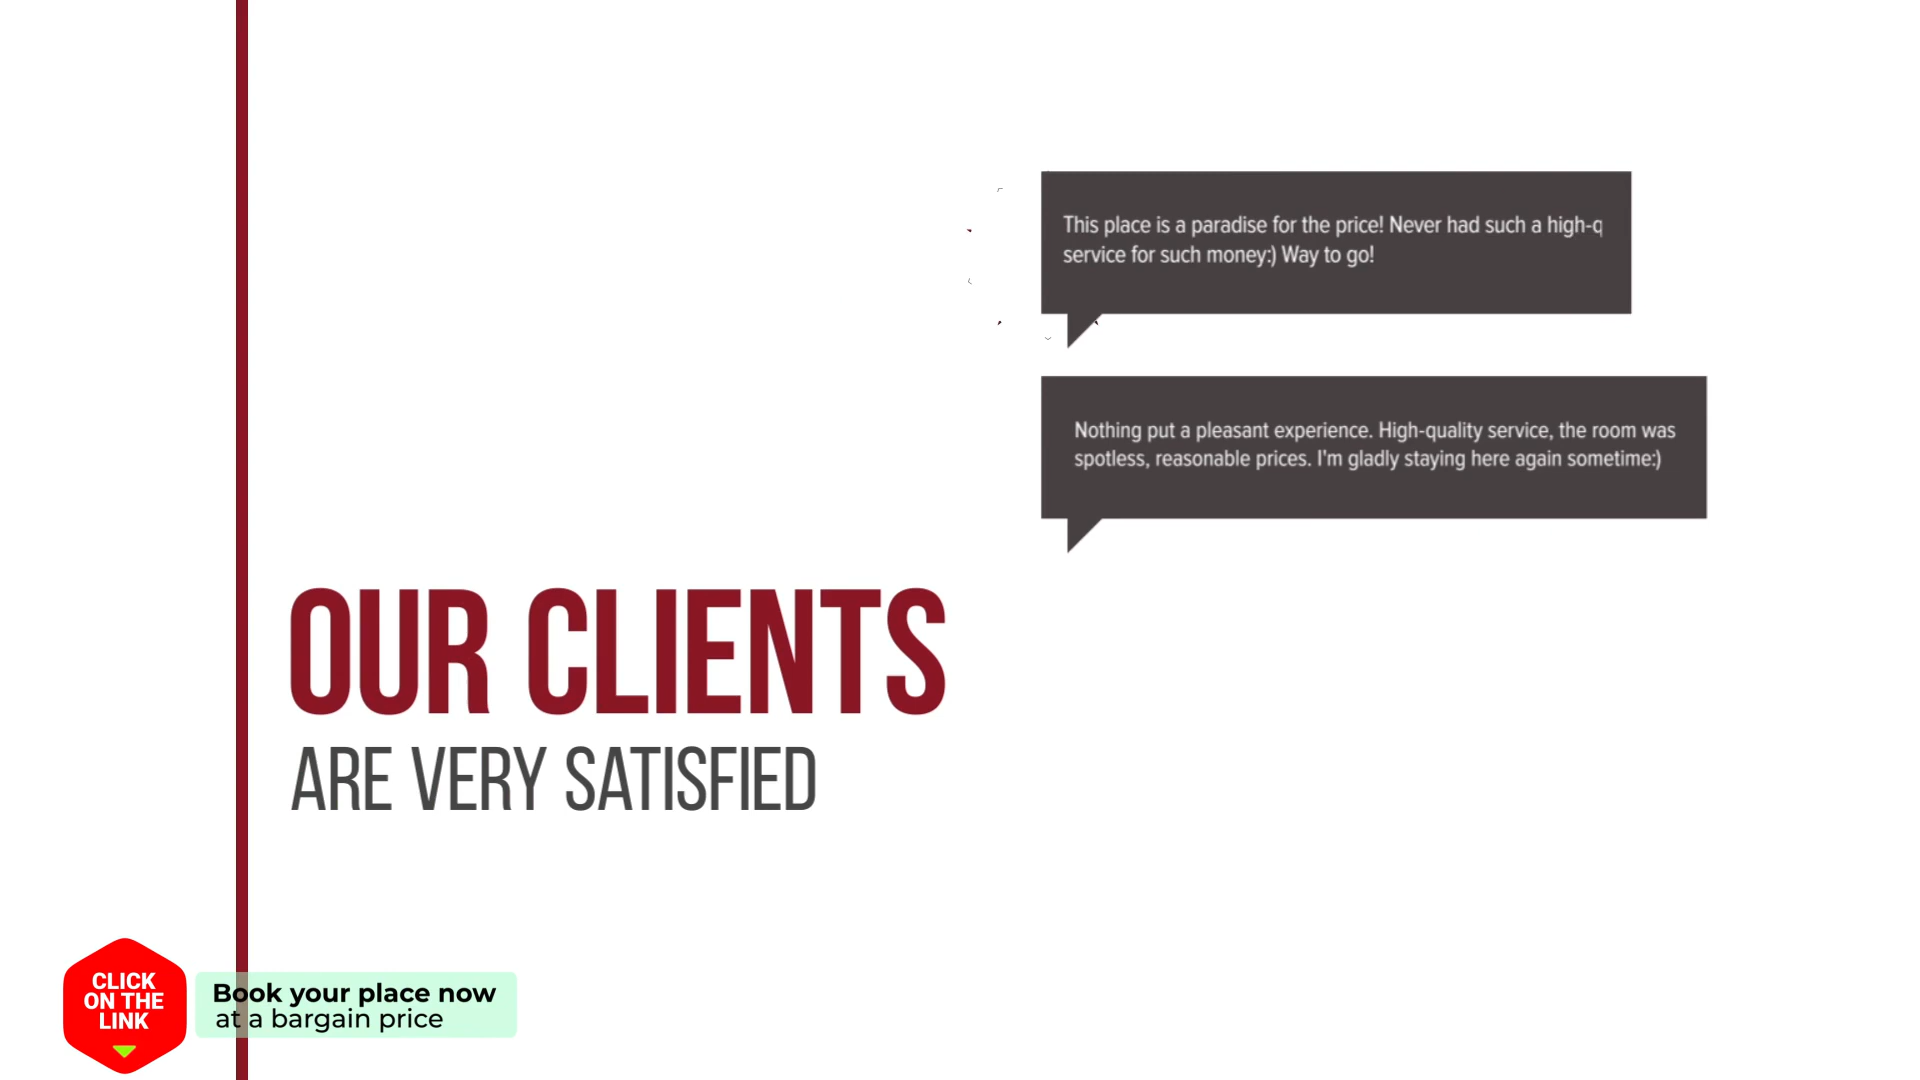 This place is a paradise for the price! Never had such a high-q
service for such money:) Way to go!
Nothing put a pleasant experience. High-quality service, the room was
spotless, reasonable prices. I'm gladly staying here again sometime:)
OUR CLIENTS
ARE VERY SATISFIED
CLICK
ON THE
LINK
Book your place now
at a bargain price